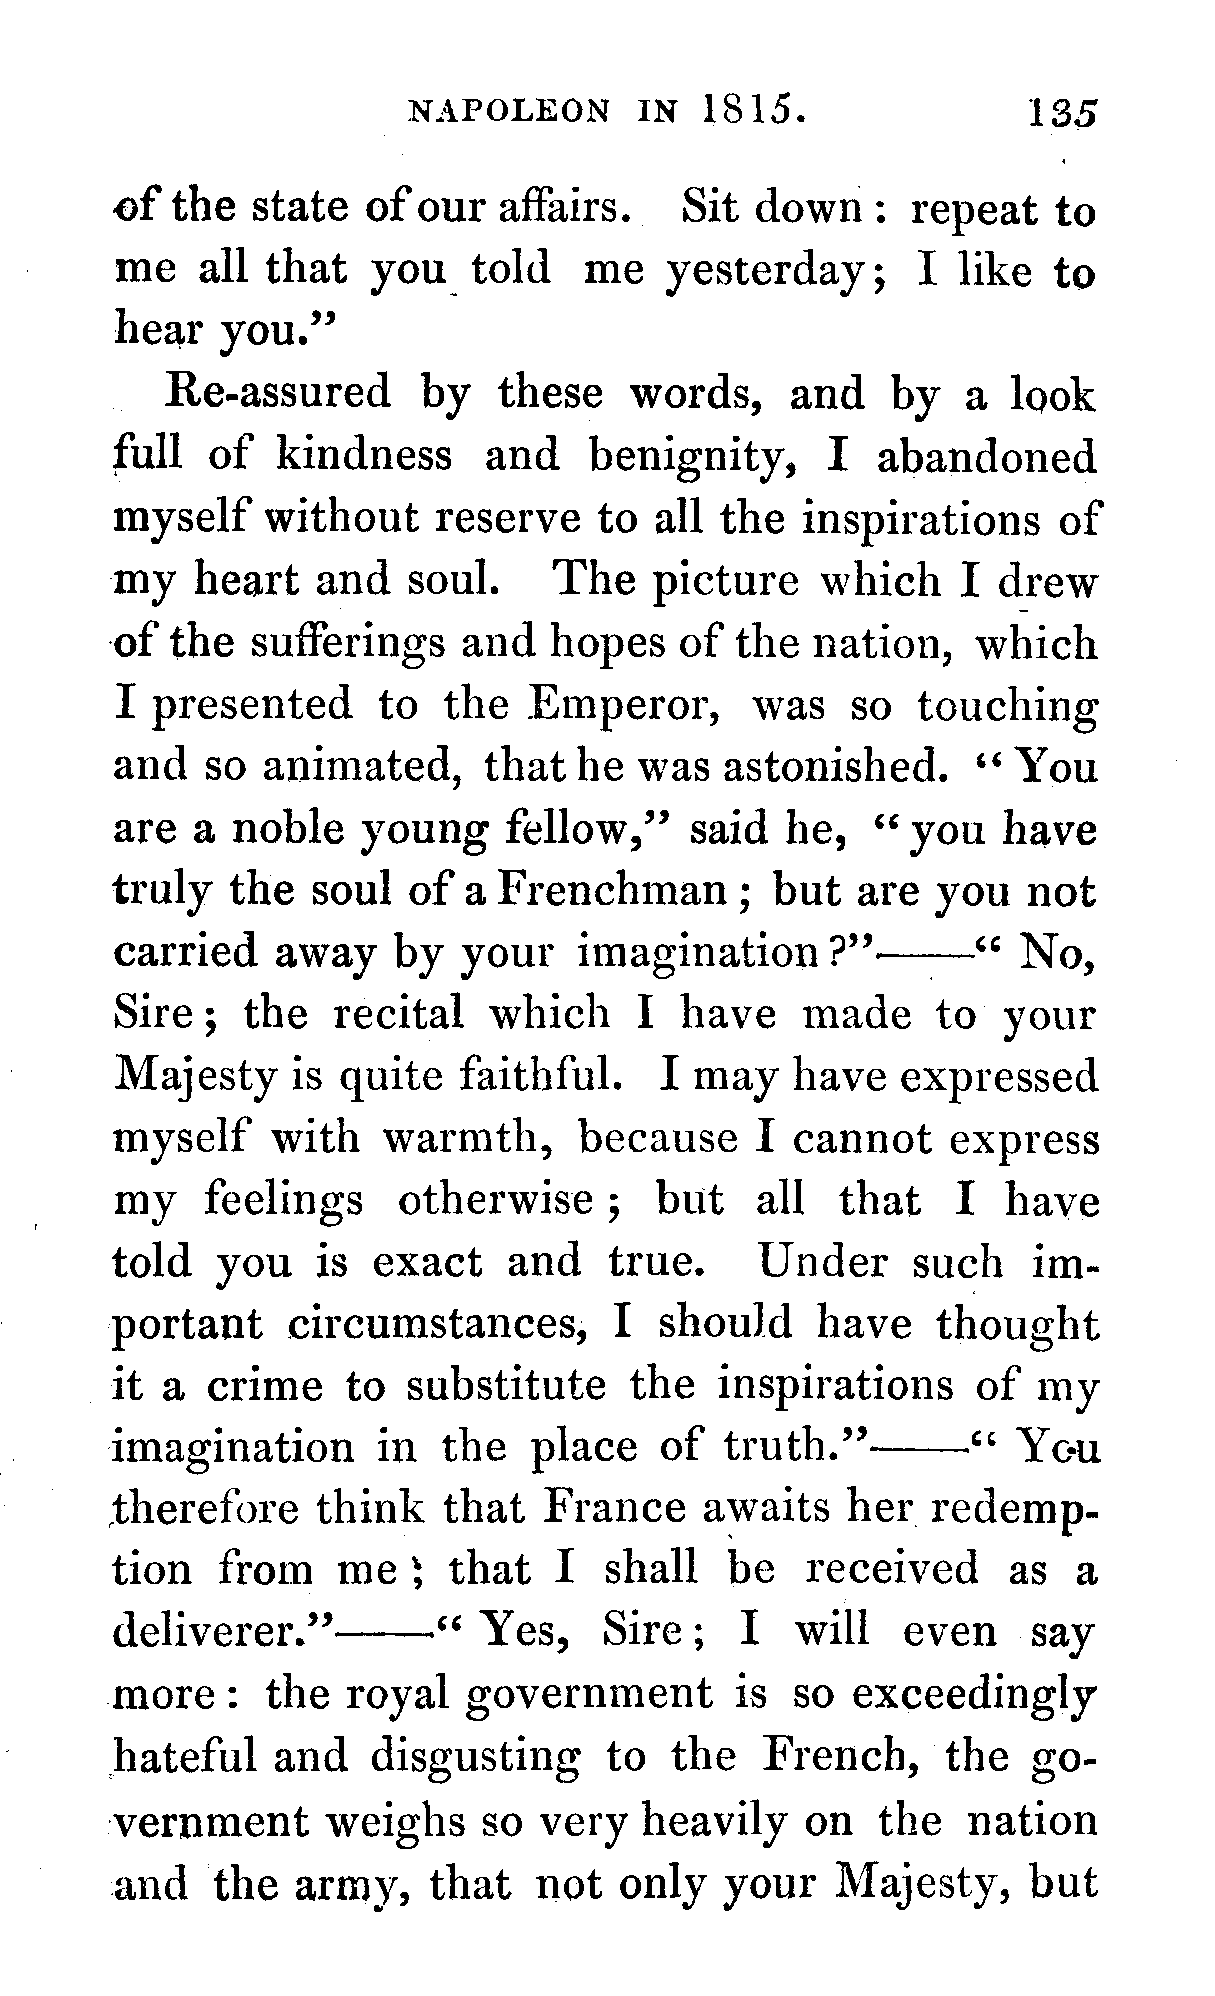 NAPOLEON IN 1815. 135
of the state of our affairs. Sit down : repeat to
me all that you told me yesterday; I like to
hear you."
Re-assured by these words, and by a look
full of kindness and benignity, I abandoned
myself without reserve to all the inspirations of
my heart and soul. The picture which I drew
of the sufferings and hopes of the nation, which
I presented to the Emperor, was so touching
and so animated, that he was astonished. “ You
are a noble young fellow,” said he, “ you have
truly the soul of a Frenchman ; but are you not
carried away by your imagination ?”——“ No,
Sire ; the recital which I have made to your
Majesty is quite faithful. I may have expressed
myself with warmth, because I cannot express
my feelings otherwise ; but all that I have
told you is exact and true. Under such im-
portant circumstances, I should have thought
it a crime to substitute the inspirations of my
imagination in the place of truth.”——“ You
therefore think that France awaits her redemp-
tion from me ; that I shall be received as a
deliverer.”——“ Yes, Sire ; I will even say
more : the royal government is so exceedingly
hateful and disgusting to the French, the go-
vernment weighs so very heavily on the nation
and the army, that not only your Majesty, but